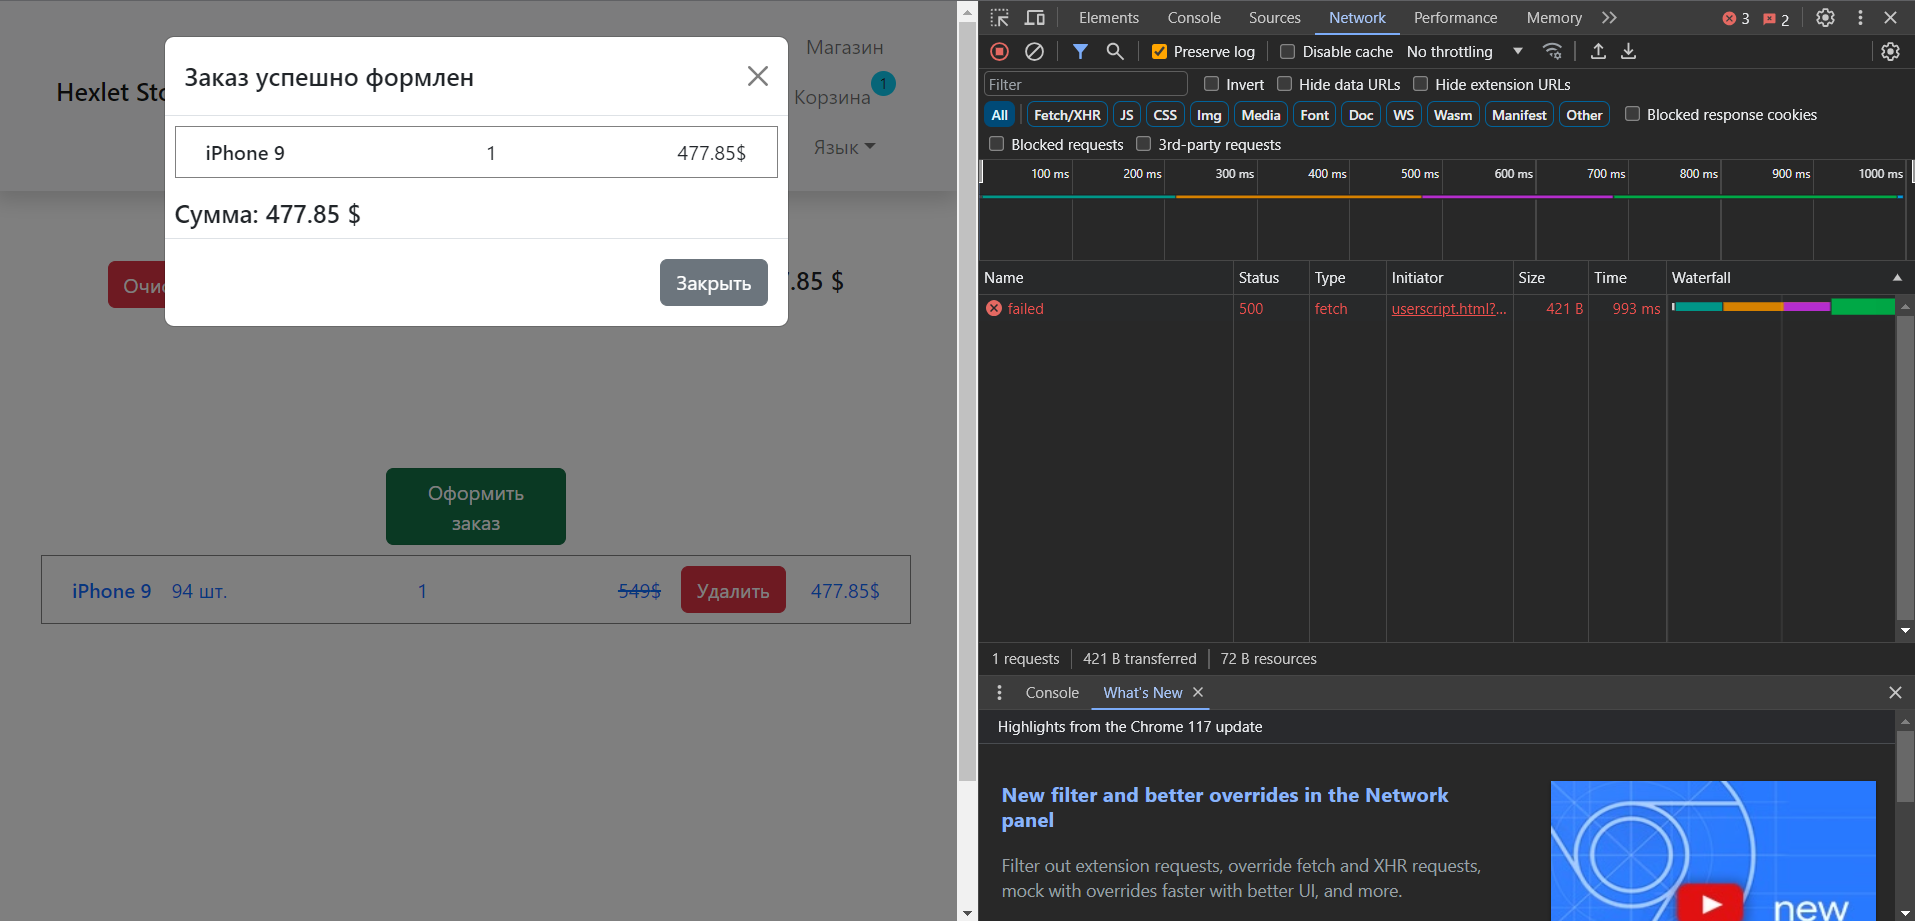 Магазин
Hexlet Sto
Корзина
1
Язык
Заказ успешно формлен
iPhone 9 1 477.85$
Сумма: 477.85 $
Закрыть
Очис
.85 $
Оформить
заказ
iPhone 9 94 шт. 1 549$ Удалить 477.85$
Elements Console Sources Network Performance Memory 3 2
Preserve log Disable cache No throttling
Filter Invert Hide data URLs Hide extension URLs
All Fetch/XHR JS CSS Img Media Font Doc WS Wasm Manifest Other Blocked response cookies
Blocked requests 3rd-party requests
100 ms 200 ms 300 ms 400 ms 500 ms 600 ms 700 ms 800 ms 900 ms 1000 ms
Name Status Type Initiator Size Time Waterfall
failed 500 fetch userscript.html?... 421 B 993 ms
1 requests 421 B transferred 72 B resources
Console What's New
Highlights from the Chrome 117 update
New filter and better overrides in the Network
panel
Filter out extension requests, override fetch and XHR requests,
mock with overrides faster with better UI, and more.
new